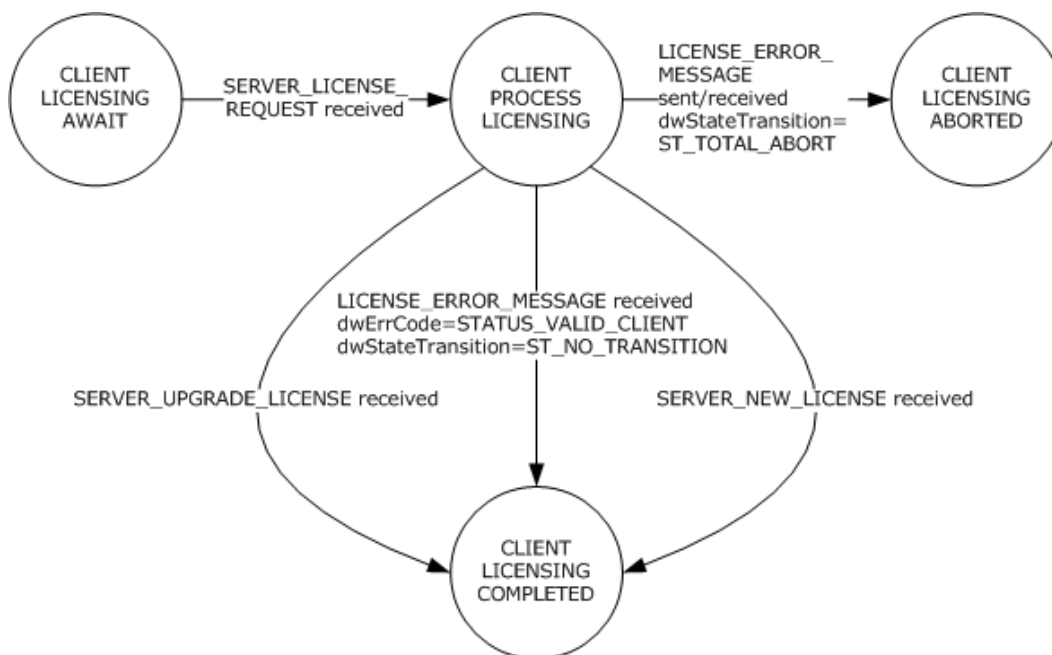 CLIENT
LICENSING
AWAIT
SERVER_LICENSE_
REQUEST received
CLIENT
PROCESS
LICENSING
LICENSE_ERROR_
MESSAGE
sent/received
dwStateTransition=
ST_TOTAL_ABORT
CLIENT
LICENSING
ABORTED
LICENSE_ERROR_MESSAGE received
dwErrCode=STATUS_VALID_CLIENT
dwStateTransition=ST_NO_TRANSITION
SERVER_UPGRADE_LICENSE received
SERVER_NEW_LICENSE received
CLIENT
LICENSING
COMPLETED